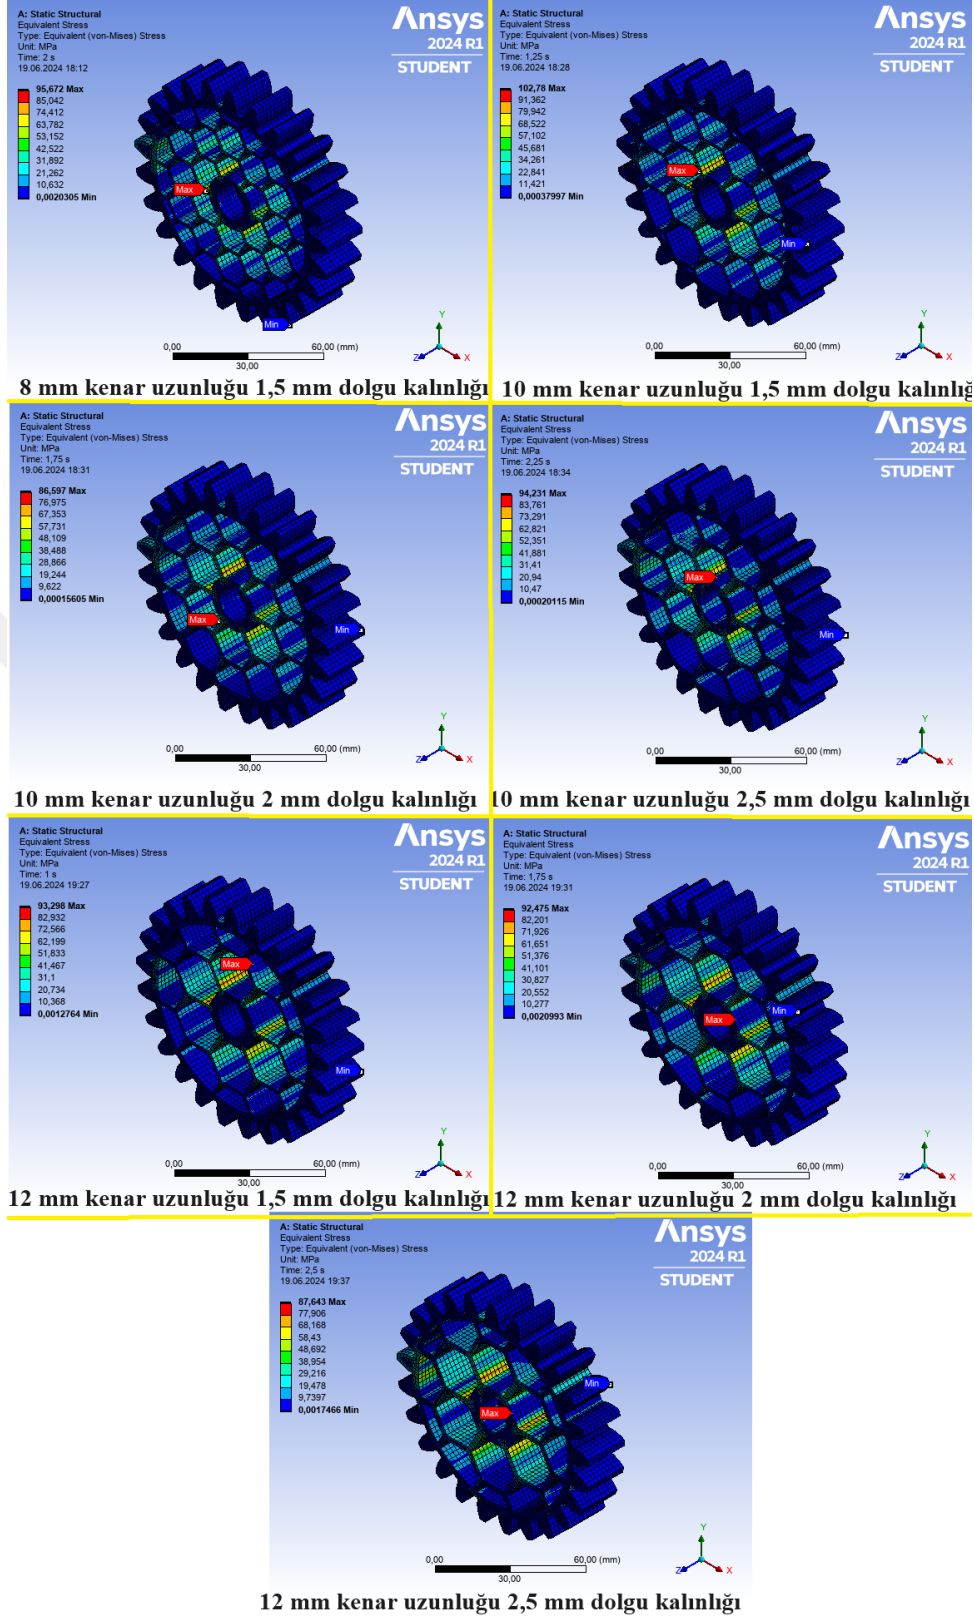 A: Static Structural
Equivalent Stress
Type: Equivalent (von-Mises) Stress
Unit: MPa
Time: 2 s
19.06.2024 18:12
95,672 Max
85,042
74,412
63,782
53,152
42,522
31,892
21,262
10,632
0,0020305 Min
Ansys
2024 R1
STUDENT
Max
Min
0,00
60,00 (mm)
30,00
Y
Z
X
8 mm kenar uzunluğu 1,5 mm dolgu kalınlığı
A: Static Structural
Equivalent Stress
Type: Equivalent (von-Mises) Stress
Unit: MPa
Time: 1,25 s
19.06.2024 18:28
102,78 Max
91,362
79,942
68,522
57,102
45,681
34,261
22,841
11,421
0,00037997 Min
Ansys
2024 R1
STUDENT
Max
Min
0,00
60,00 (mm)
30,00
Y
Z
X
10 mm kenar uzunluğu 1,5 mm dolgu kalınlığ
A: Static Structural
Equivalent Stress
Type: Equivalent (von-Mises) Stress
Unit: MPa
Time: 1,75 s
19.06.2024 18:31
86,597 Max
76,975
67,353
57,731
48,109
38,488
28,866
19,244
9,622
0,00015605 Min
Ansys
2024 R1
STUDENT
Max
Min
0,00
60,00 (mm)
30,00
Y
Z
X
10 mm kenar uzunluğu 2 mm dolgu kalınlığı
A: Static Structural
Equivalent Stress
Type: Equivalent (von-Mises) Stress
Unit: MPa
Time: 2,25 s
19.06.2024 18:34
94,231 Max
83,761
73,291
62,821
52,351
41,881
31,41
20,94
10,47
0,00020115 Min
Ansys
2024 R1
STUDENT
Max
Min
0,00
60,00 (mm)
30,00
Y
Z
X
10 mm kenar uzunluğu 2,5 mm dolgu kalınlığı
A: Static Structural
Equivalent Stress
Type: Equivalent (von-Mises) Stress
Unit: MPa
Time: 1 s
19.06.2024 19:27
93,298 Max
82,932
72,566
62,199
51,833
41,467
31,1
20,734
10,368
0,0012764 Min
Ansys
2024 R1
STUDENT
Max
Min
0,00
60,00 (mm)
30,00
Y
Z
X
12 mm kenar uzunluğu 1,5 mm dolgu kalınlığı
A: Static Structural
Equivalent Stress
Type: Equivalent (von-Mises) Stress
Unit: MPa
Time: 1,75 s
19.06.2024 19:31
92,475 Max
82,201
71,926
61,651
51,376
41,101
30,827
20,552
10,277
0,0020993 Min
Ansys
2024 R1
STUDENT
Max
Min
0,00
60,00 (mm)
30,00
Y
Z
X
12 mm kenar uzunluğu 2 mm dolgu kalınlığı
A: Static Structural
Equivalent Stress
Type: Equivalent (von-Mises) Stress
Unit: MPa
Time: 2,5 s
19.06.2024 19:37
87,643 Max
77,906
68,168
58,43
48,692
38,954
29,216
19,478
9,7397
0,0017466 Min
Ansys
2024 R1
STUDENT
Min
Max
0,00
60,00 (mm)
30,00
Y
Z
X
12 mm kenar uzunluğu 2,5 mm dolgu kalınlığı